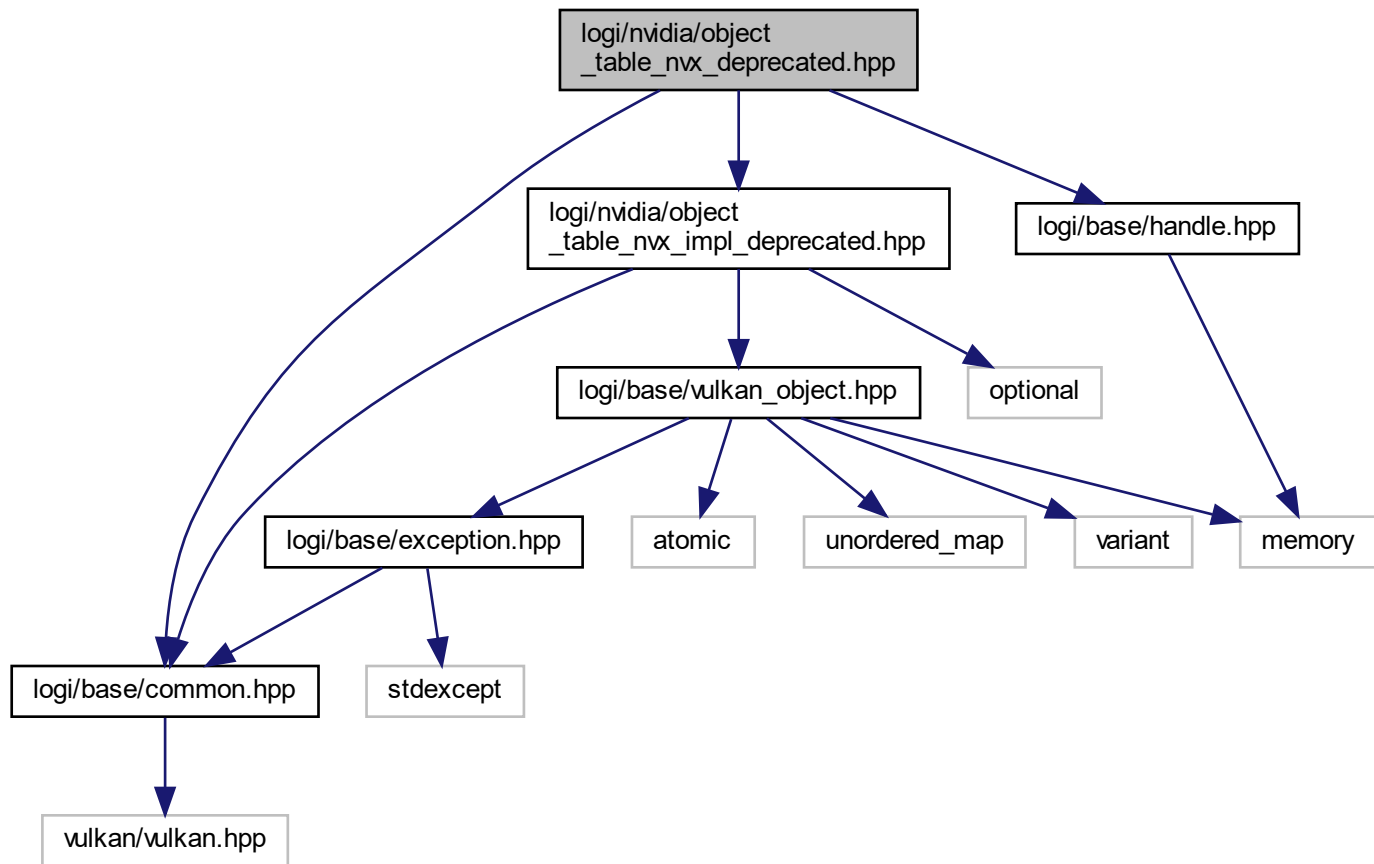 logi/nvidia/object
_table_nvx_deprecated.hpp
logi/nvidia/object
_table_nvx_impl_deprecated.hpp
logi/base/handle.hpp
logi/base/vulkan_object.hpp
optional
logi/base/exception.hpp
atomic
unordered_map
variant
memory
logi/base/common.hpp
stdexcept
vulkan/vulkan.hpp